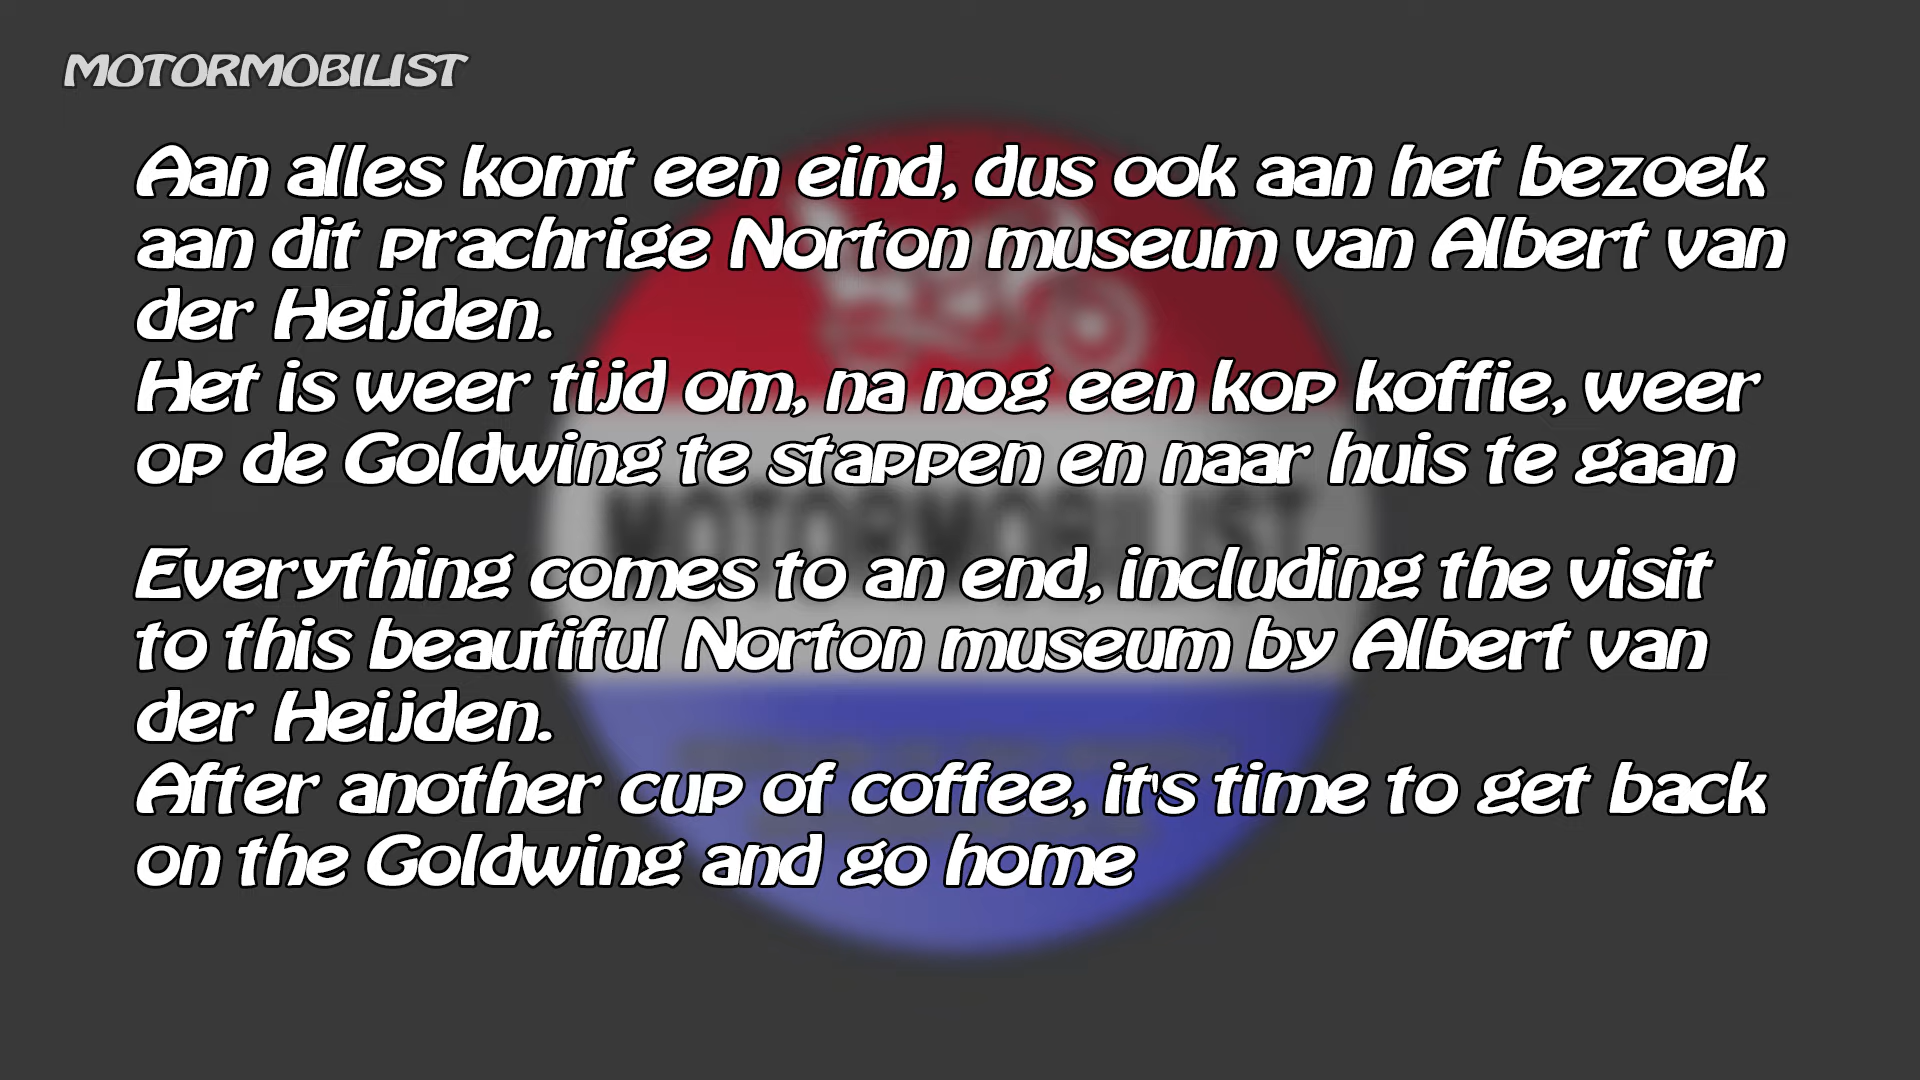 MOTORMOBILIST
Aan alles komt een eind, dus ook aan het bezoek
aan dit prachrige Norton museum van Albert van
der Heijden.
Het is weer tijd om, na nog een kop koffie, weer
op de Goldwing te stappen en naar huis te gaan
MOTORMOBILIST
Everything comes to an end, including the visit
to this beautiful Norton museum by Albert van
der Heijden.
After another cup of coffee, it's time to get back
on the Goldwing and go home